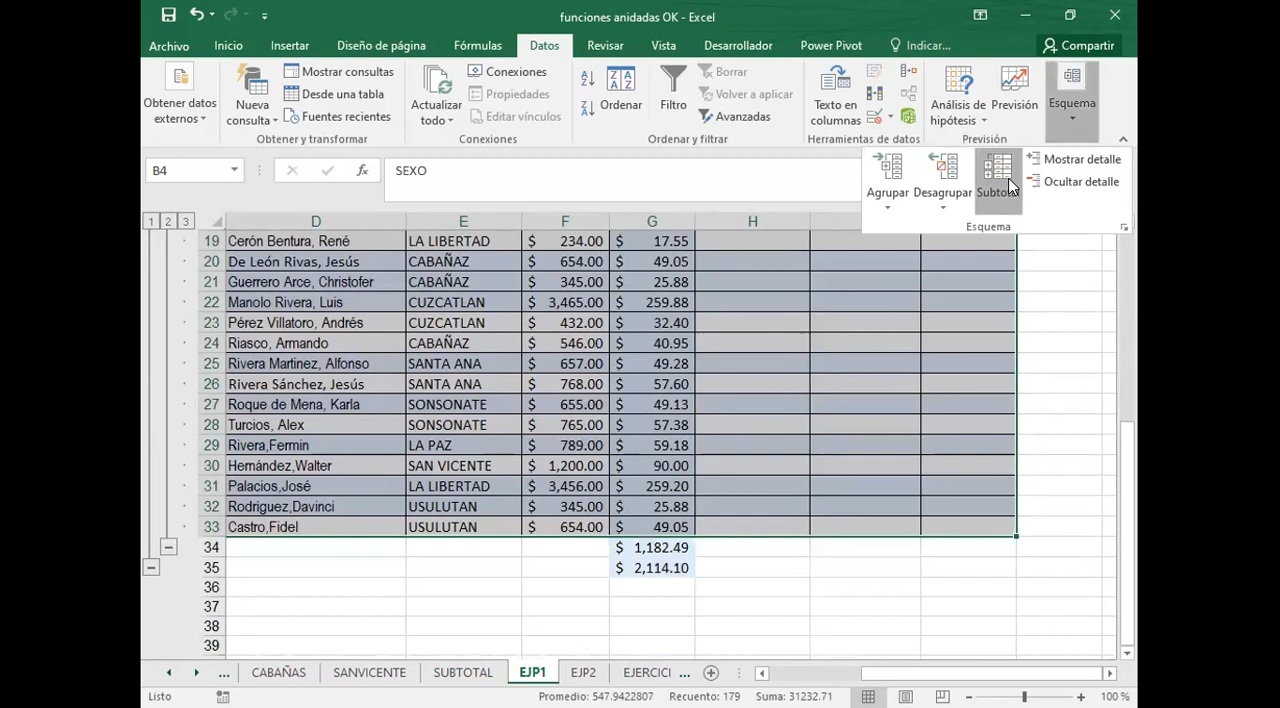 funciones anidadas OK - Excel
Archivo Inicio Insertar Diseño de página Fórmulas Datos Revisar Vista Desarrollador Power Pivot Indicar... Compartir
Obtener datos externos
Nueva consulta
Mostrar consultas
Desde una tabla
Fuentes recientes
Obtener y transformar
Actualizar todo
Conexiones
Propiedades
Editar vínculos
Conexiones
Ordenar
Filtro
Borrar
Volver a aplicar
Avanzadas
Ordenar y filtrar
Texto en columnas
Herramientas de datos
Análisis de hipótesis
Previsión
Previsión
Esquema
Agrupar
Desagrupar
Mostrar detalle
Ocultar detalle
Esquema
B4 fx SEXO
1 2 3 D E F G H
19 Cerón Bentura, René LA LIBERTAD $ 234.00 $ 17.55
20 De León Rivas, Jesús CABAÑAZ $ 654.00 $ 49.05
21 Guerrero Arce, Christofer CABAÑAZ $ 345.00 $ 25.88
22 Manolo Rivera, Luis CUZCATLAN $ 3,465.00 $ 259.88
23 Pérez Villatoro, Andrés CUZCATLAN $ 432.00 $ 32.40
24 Riasco, Armando CABAÑAZ $ 546.00 $ 40.95
25 Rivera Martinez, Alfonso SANTA ANA $ 657.00 $ 49.28
26 Rivera Sánchez, Jesús SANTA ANA $ 768.00 $ 57.60
27 Roque de Mena, Karla SONSONATE $ 655.00 $ 49.13
28 Turcios, Alex SONSONATE $ 765.00 $ 57.38
29 Rivera,Fermin LA PAZ $ 789.00 $ 59.18
30 Hernández,Walter SAN VICENTE $ 1,200.00 $ 90.00
31 Palacios,José LA LIBERTAD $ 3,456.00 $ 259.20
32 Rodriguez,Davinci USULUTAN $ 345.00 $ 25.88
33 Castro,Fidel USULUTAN $ 654.00 $ 49.05
34 $ 1,182.49
35 $ 2,114.10
36
37
38
39
... CABAÑAS SANVICENTE SUBTOTAL EJP1 EJP2 EJERCICI ...
Listo Promedio: 547.9422807 Recuento: 179 Suma: 31232.71 100 %